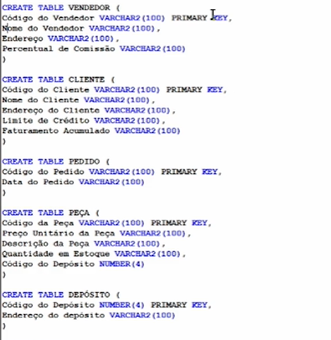 CREATE TABLE VENDEDOR (
Código do Vendedor VARCHAR2(100) PRIMARY KEY,
Nome do Vendedor VARCHAR2(100),
Endereço VARCHAR2(100),
Percentual de Comissão VARCHAR2(100)
)
CREATE TABLE CLIENTE (
Código do Cliente VARCHAR2(100) PRIMARY KEY,
Nome do Cliente VARCHAR2(100),
Endereço do Cliente VARCHAR2(100),
Limite de Crédito VARCHAR2(100),
Faturamento Acumulado VARCHAR2(100)
)
CREATE TABLE PEDIDO (
Código do Pedido VARCHAR2(100) PRIMARY KEY,
Data do Pedido VARCHAR2(100)
)
CREATE TABLE PEÇA (
Código da Peça VARCHAR2(100) PRIMARY KEY,
Preço Unitário da Peça VARCHAR2(100),
Descrição da Peça VARCHAR2(100),
Quantidade em Estoque VARCHAR2(100),
Código do Depósito NUMBER(4)
)
CREATE TABLE DEPÓSITO (
Código do Depósito NUMBER(4) PRIMARY KEY,
Endereço do depósito VARCHAR2(100)
)